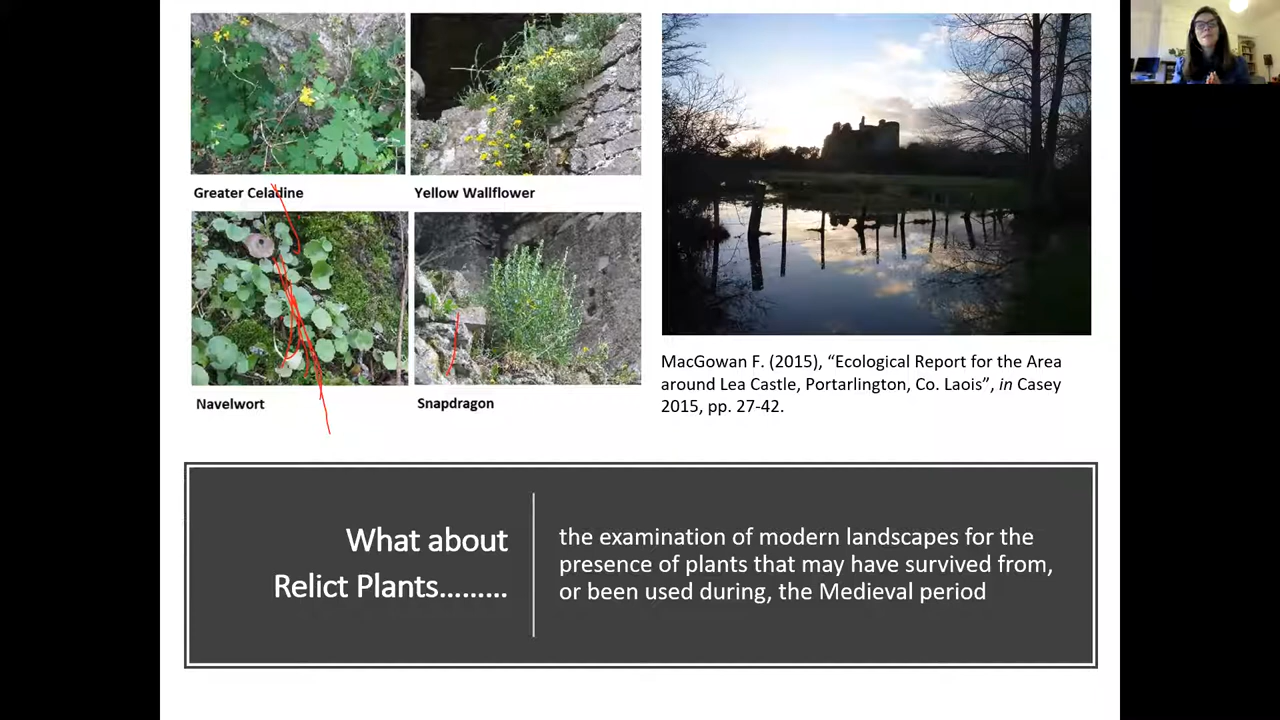 Greater Celadine
Yellow Wallflower
Navelwort
Snapdragon
MacGowan F. (2015), “Ecological Report for the Area
around Lea Castle, Portarlington, Co. Laois”, in Casey
2015, pp. 27-42.
What about
Relict Plants.........
the examination of modern landscapes for the
presence of plants that may have survived from,
or been used during, the Medieval period